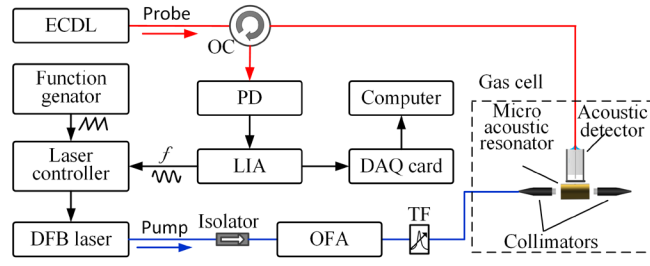 ECDL
Probe
OC
Function
genator
PD
Computer
Gas cell
Micro
acoustic
resonator
Acoustic
detector
Laser
controller
f
LIA
DAQ card
DFB laser
Pump
Isolator
OFA
TF
Collimators